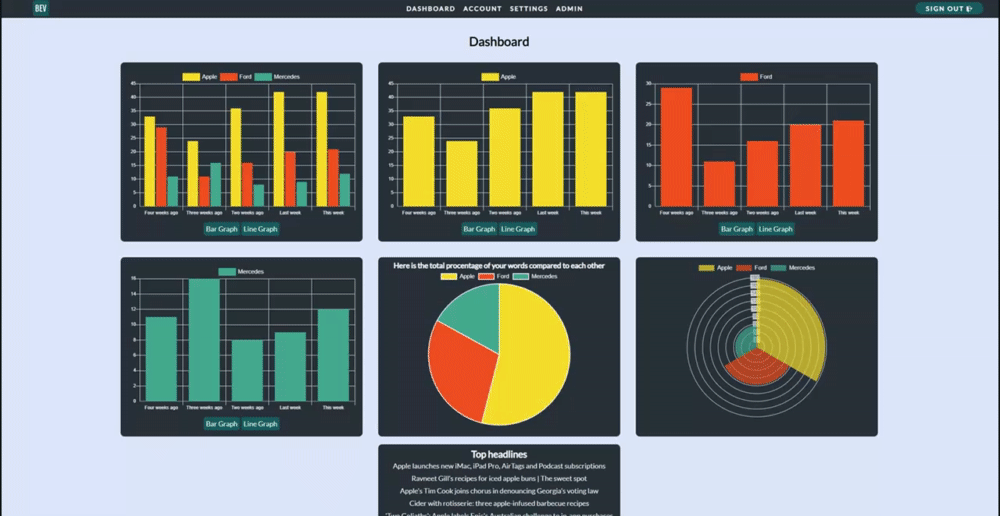 BEV
DASHBOARD ACCOUNT SETTINGS ADMIN
SIGN OUT
Dashboard
Apple Ford Mercedes
45
40
35
30
25
20
15
10
5
0
Four weeks ago Three weeks ago Two weeks ago Last week This week
Bar Graph Line Graph
Apple
45
40
35
30
25
20
15
10
5
0
Four weeks ago Three weeks ago Two weeks ago Last week This week
Bar Graph Line Graph
Ford
30
25
20
15
10
5
0
Four weeks ago Three weeks ago Two weeks ago Last week This week
Bar Graph Line Graph
Mercedes
16
14
12
10
8
6
4
2
0
Four weeks ago Three weeks ago Two weeks ago Last week This week
Bar Graph Line Graph
Here is the total procentage of your words compared to each other
Apple Ford Mercedes
Apple Ford Mercedes
Top headlines
Apple launches new iMac, iPad Pro, AirTags and Podcast subscriptions
Ravneet Gill's recipes for iced apple buns | The sweet spot
Apple's Tim Cook joins chorus in denouncing Georgia's voting law
Cider with rotisserie: three apple-infused barbecue recipes